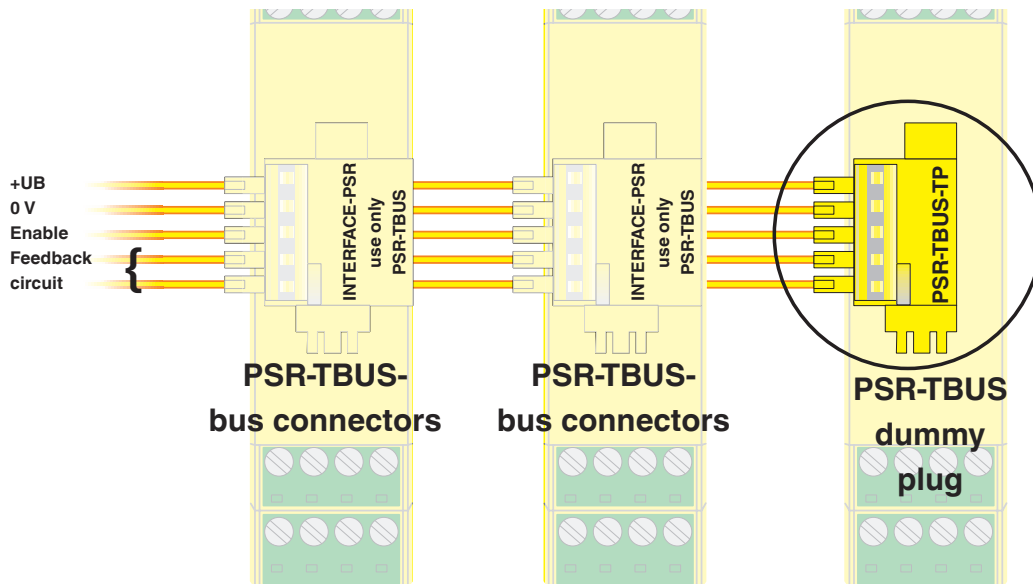 +UB
0 V
Enable
Feedback
circuit
{
INTERFACE-PSR
use only
PSR-TBUS
INTERFACE-PSR
use only
PSR-TBUS
PSR-TBUS-TP
PSR-TBUS-
bus connectors
PSR-TBUS-
bus connectors
PSR-TBUS
dummy
plug